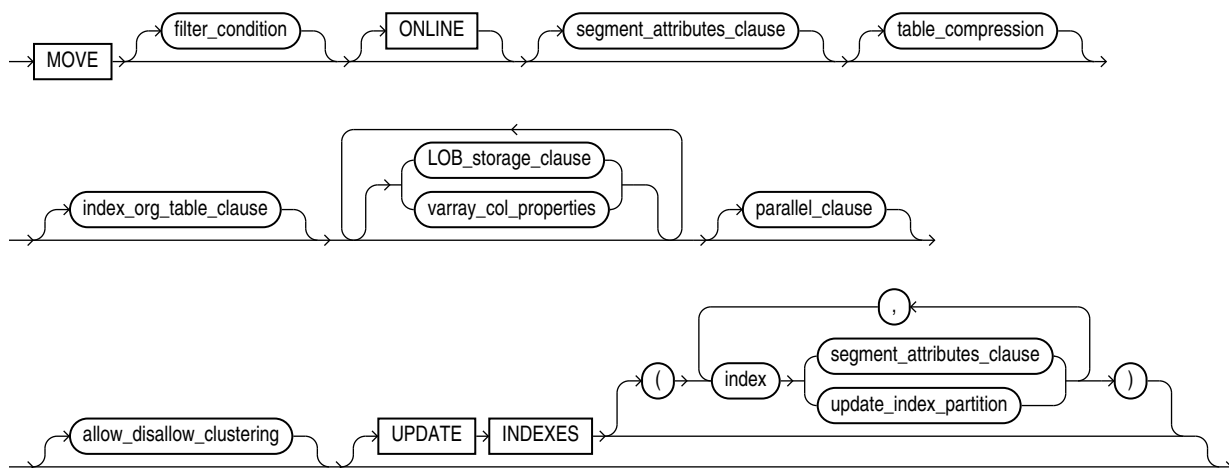 MOVE
filter_condition
ONLINE
segment_attributes_clause
table_compression
index_org_table_clause
LOB_storage_clause
varray_col_properties
parallel_clause
allow_disallow_clustering
UPDATE
INDEXES
(
index
,
segment_attributes_clause
update_index_partition
)